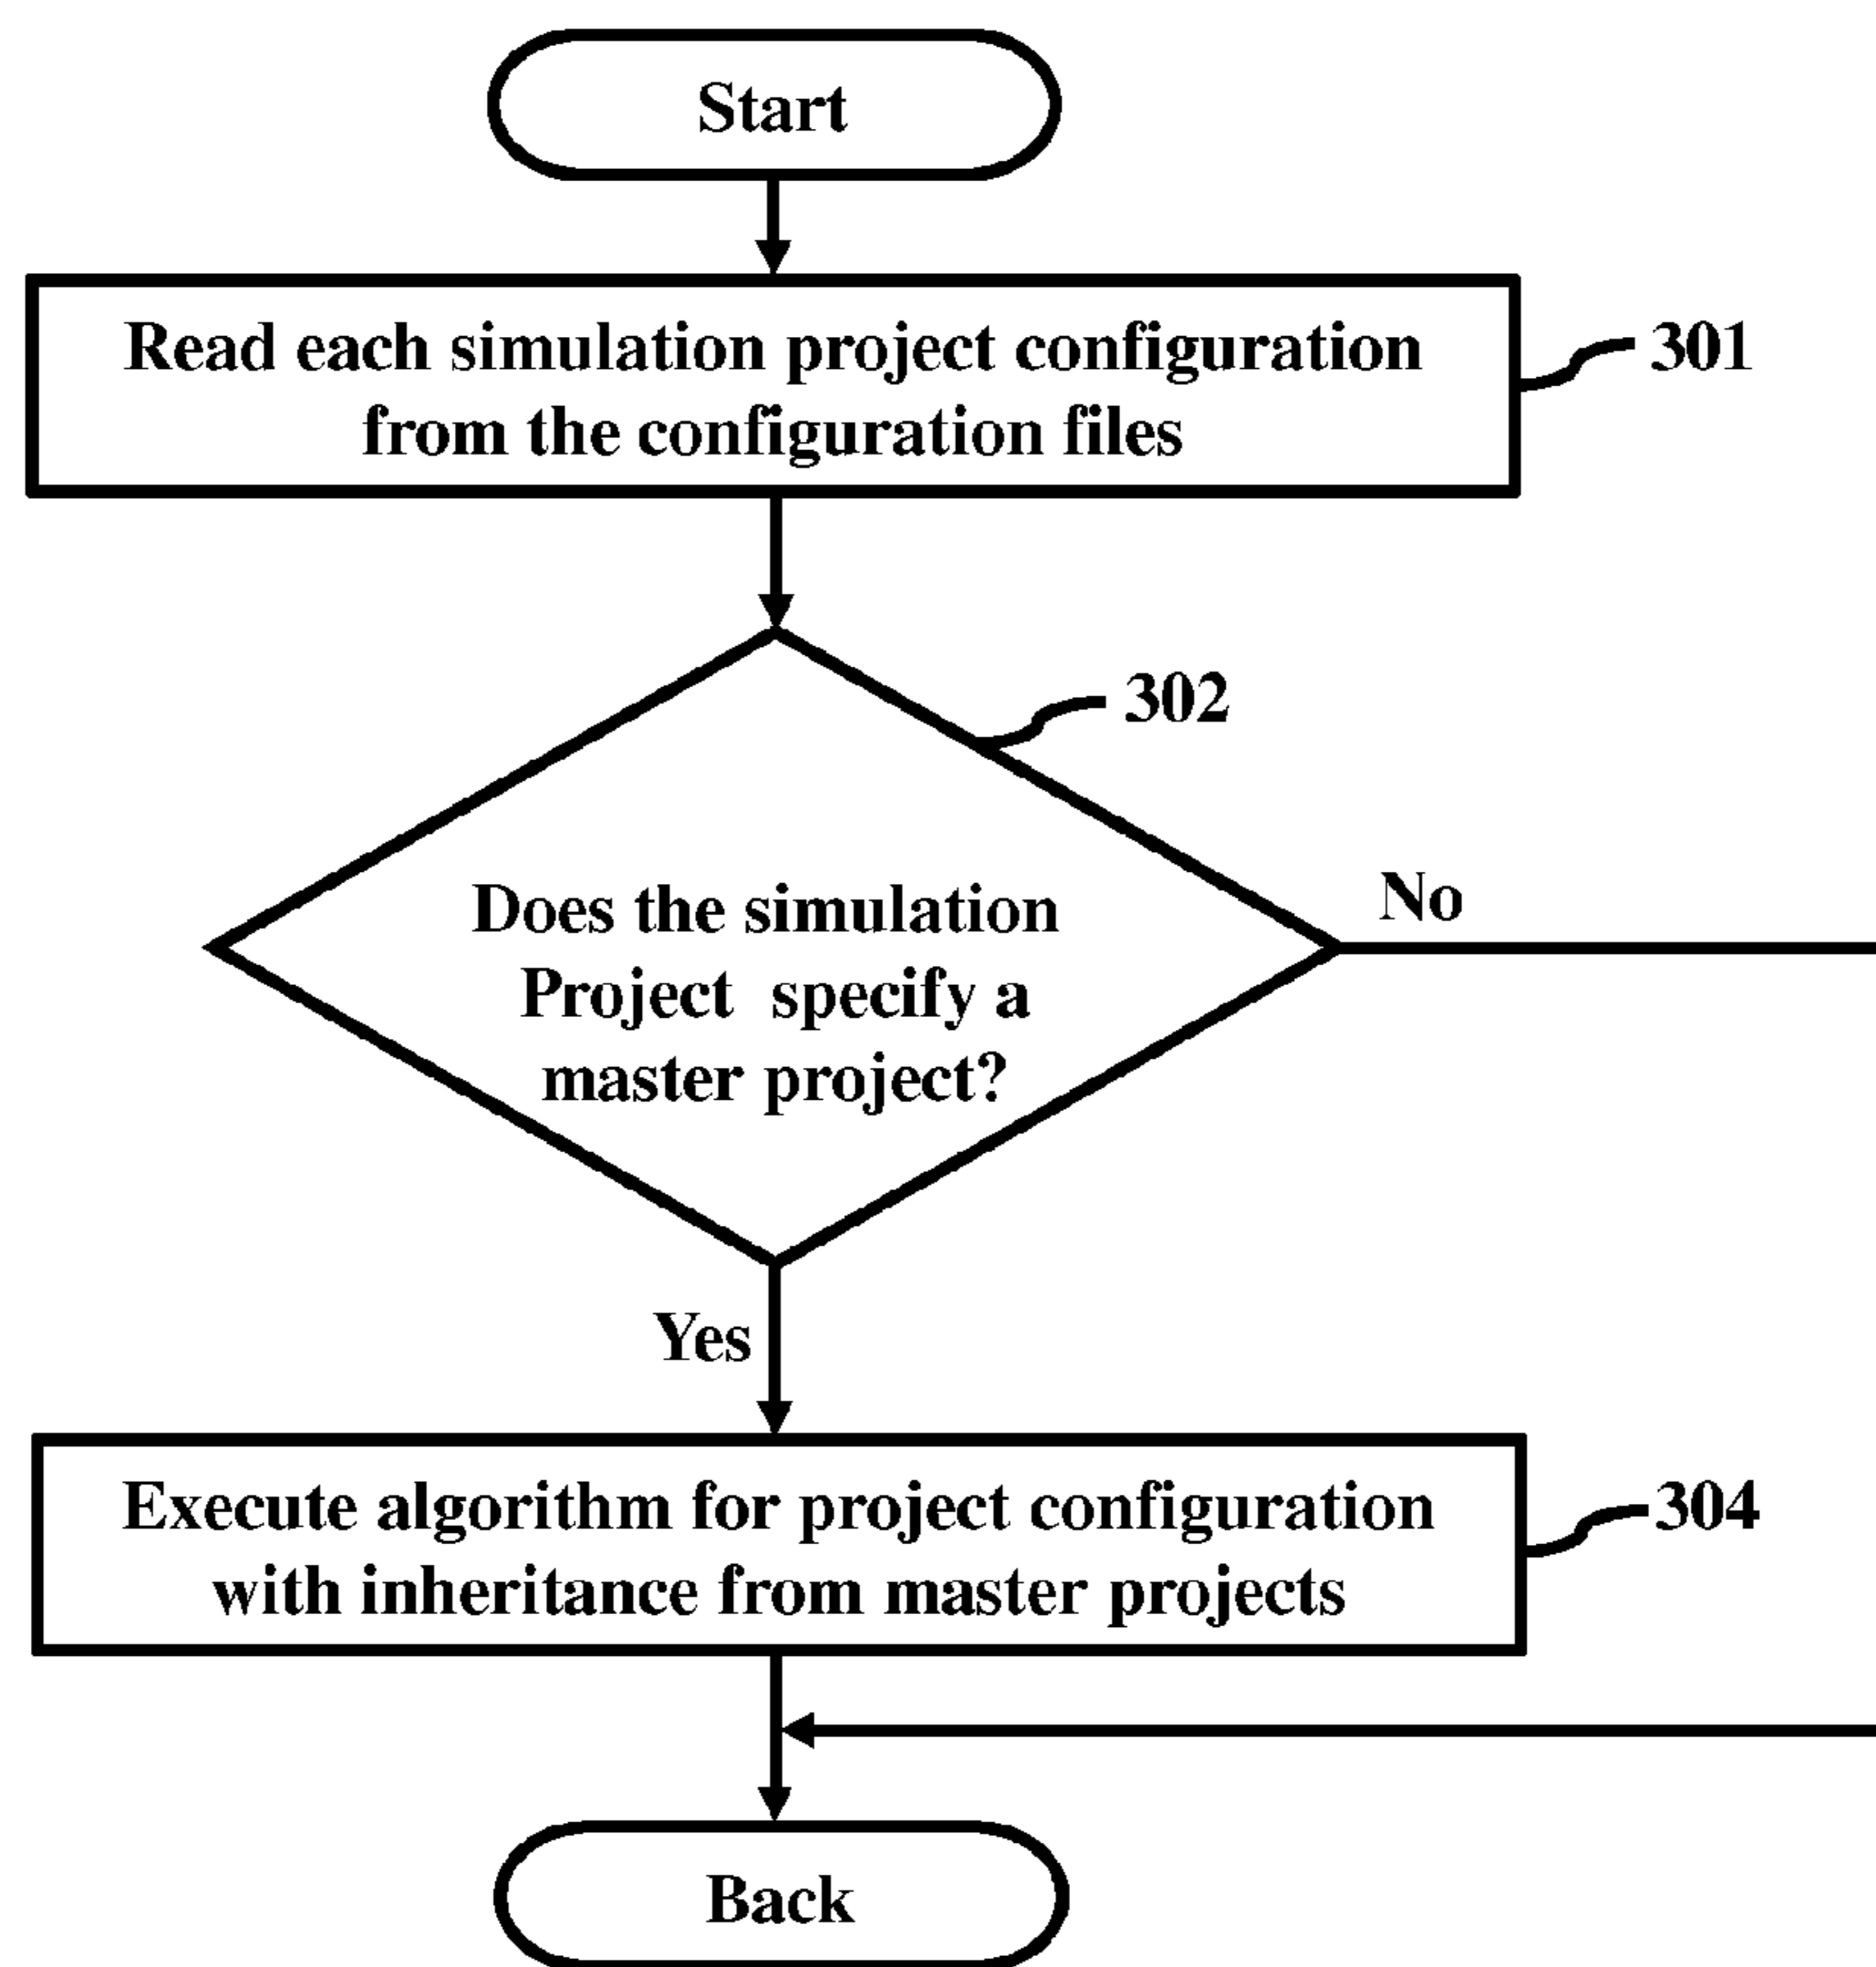 Start
Read each simulation project configuration
from the configuration files
301
302
Does the simulation
Project specify a
master project?
No
Yes
Execute algorithm for project configuration
with inheritance from master projects
304
Back